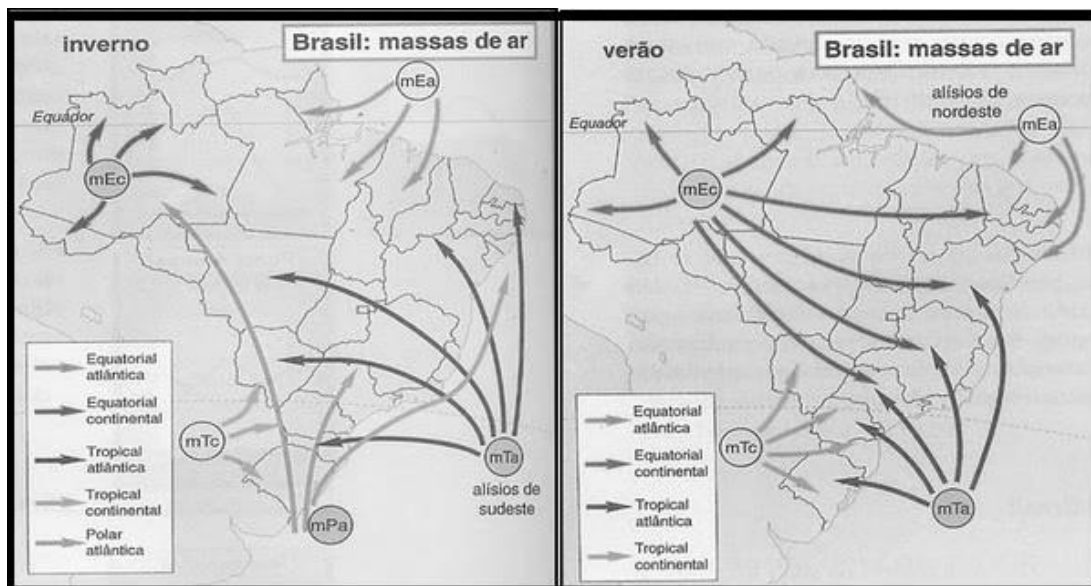 inverno
Brasil: massas de ar
mEa
Equador
mEc
Equatorial
atlântica
Equatorial
continental
Tropical
atlântica
Tropical
continental
Polar
atlântica
mTc
mTa
alísios de
sudeste
mPa
verão
Brasil: massas de ar
alísios de
nordeste
Equador
mEa
mEc
Equatorial
atlântica
Equatorial
continental
Tropical
atlântica
Tropical
continental
mTc
mTa